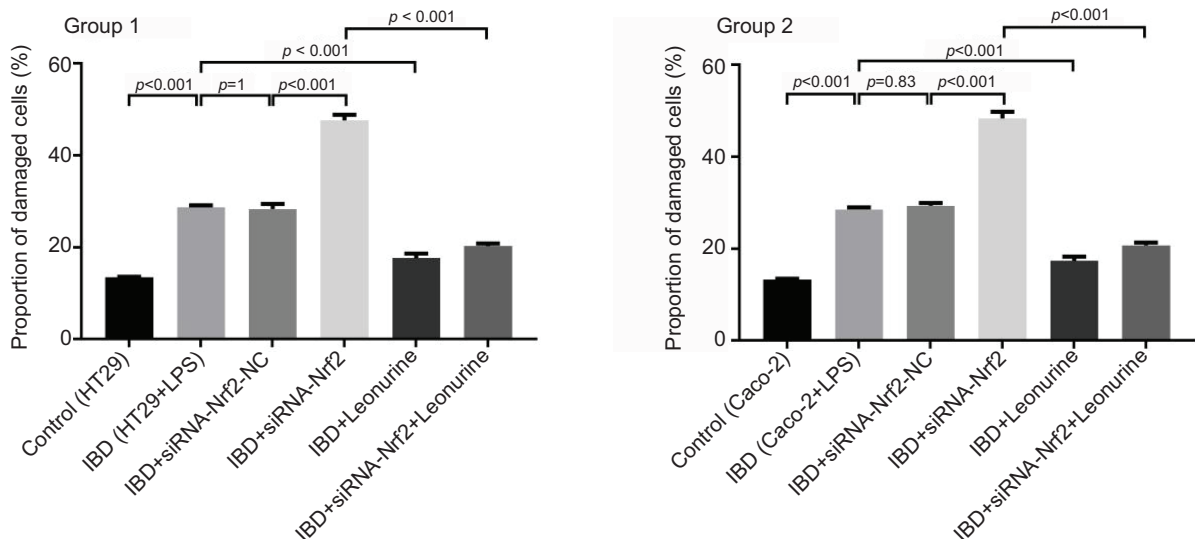 Group 1
p < 0.001
p < 0.001
p<0.001
p=1
p<0.001
Proportion of damaged cells (%)
60
40
20
0
Control (HT29)
IBD (HT29+LPS)
IBD+siRNA-Nrf2-NC
IBD+siRNA-Nrf2
IBD+Leonurine
IBD+siRNA-Nrf2+Leonurine
Group 2
p<0.001
p<0.001
p<0.001
p=0.83
p<0.001
Proportion of damaged cells (%)
60
40
20
0
Control (Caco-2)
IBD (Caco-2+LPS)
IBD+siRNA-Nrf2-NC
IBD+siRNA-Nrf2
IBD+Leonurine
IBD+siRNA-Nrf2+Leonurine